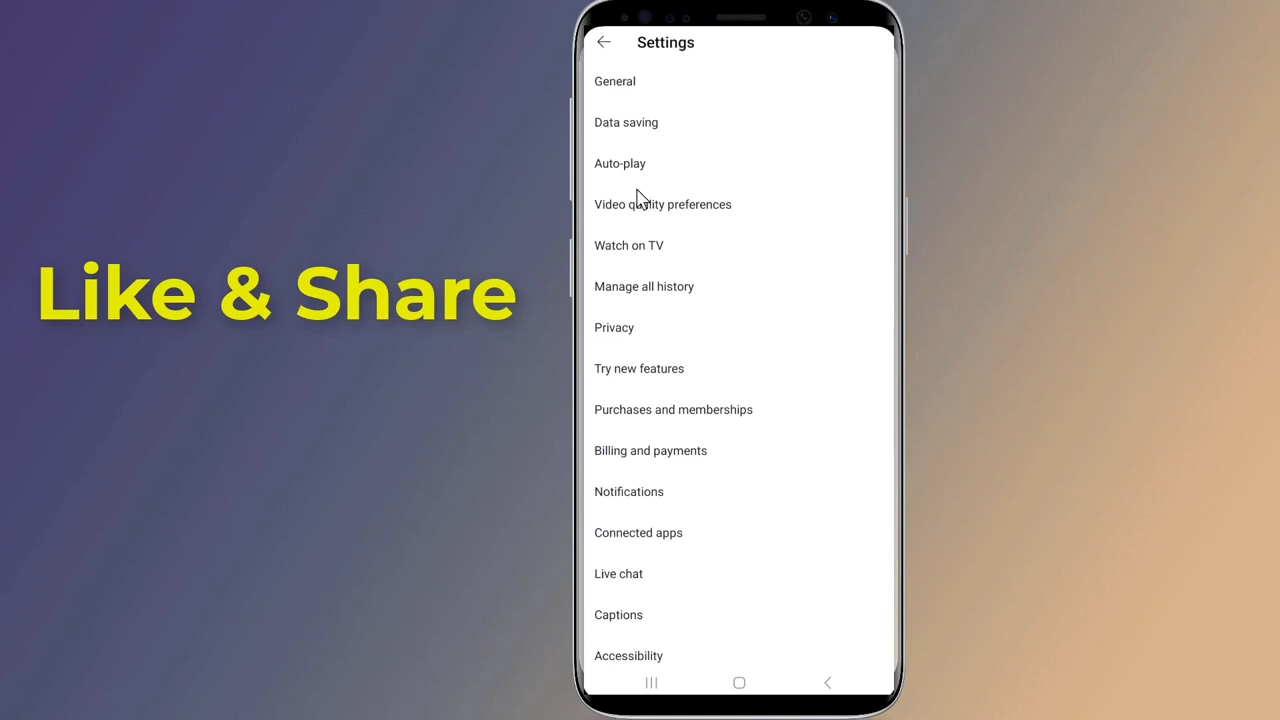 Like & Share
Settings
General
Data saving
Auto-play
Video quality preferences
Watch on TV
Manage all history
Privacy
Try new features
Purchases and memberships
Billing and payments
Notifications
Connected apps
Live chat
Captions
Accessibility